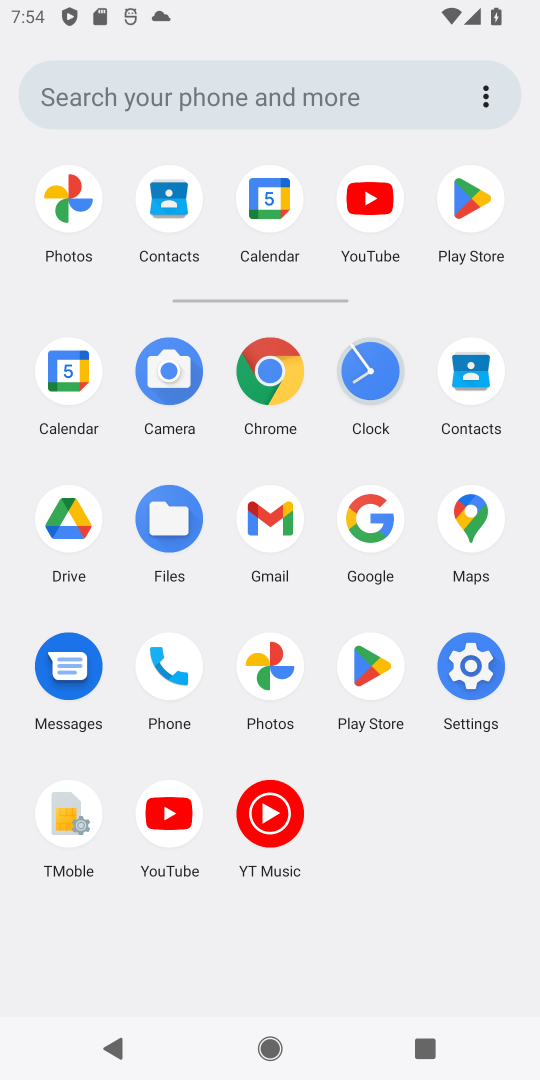 7:54
Search your phone and more
Photos Contacts Calendar YouTube Play Store
Calendar Camera Chrome Clock Contacts
Drive Files Gmail Google Maps
Messages Phone Photos Play Store Settings
TMoble YouTube YT Music